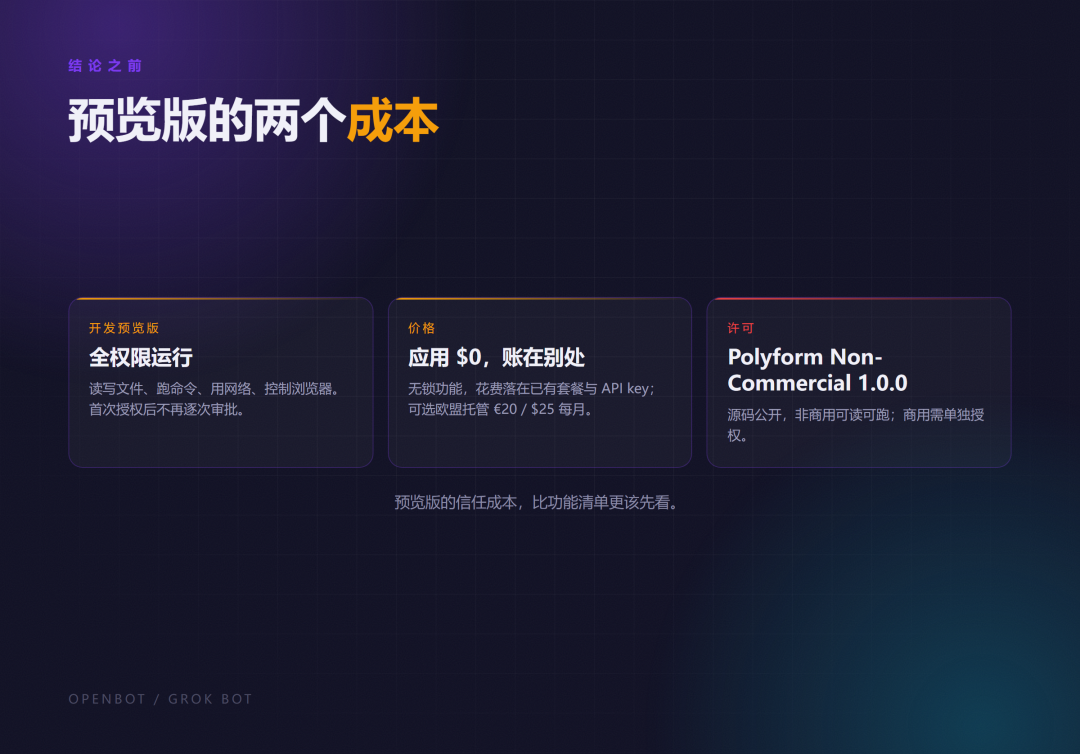 结论之前
预览版的两个成本
开发预览版
全权限运行
读写文件、跑命令、用网络、控制浏览器。
首次授权后不再逐次审批。
价格
应用 $0，账在别处
无锁功能，花费落在已有套餐与 API key；
可选欧盟托管 €20 / $25 每月。
许可
Polyform Non-
Commercial 1.0.0
源码公开，非商用可读可跑；商用需单独授
权。
预览版的信任成本，比功能清单更该先看。
OPENBOT / GROK BOT